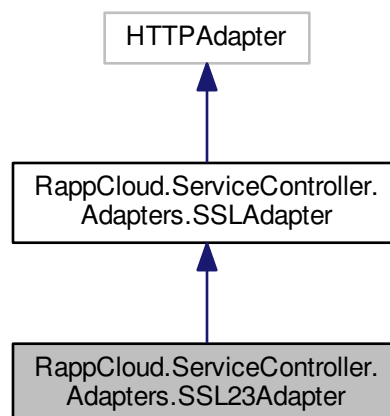 HTTPAdapter
RappCloud.ServiceController.
Adapters.SSLAdapter
RappCloud.ServiceController.
Adapters.SSL23Adapter